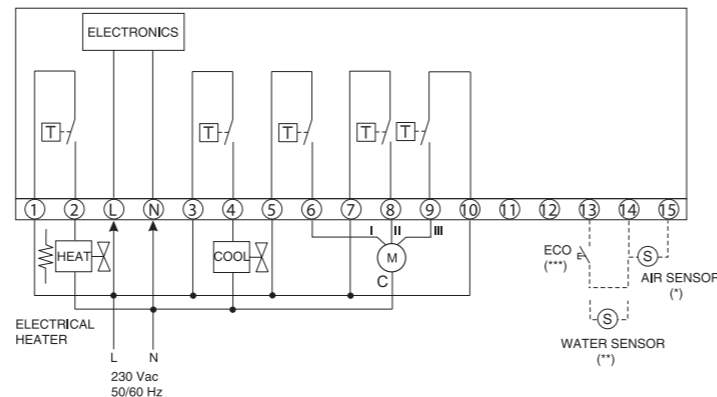 ELECTRONICS
T T T T T
1 2 L N 3 4 5 6 7 8 9 10 11 12 13 14 15
I II III
HEAT COOL M ECO
(***)
S
C
AIR SENSOR
(*)
S
ELECTRICAL
HEATER
WATER SENSOR
(**)
L N
230 Vac
50/60 Hz